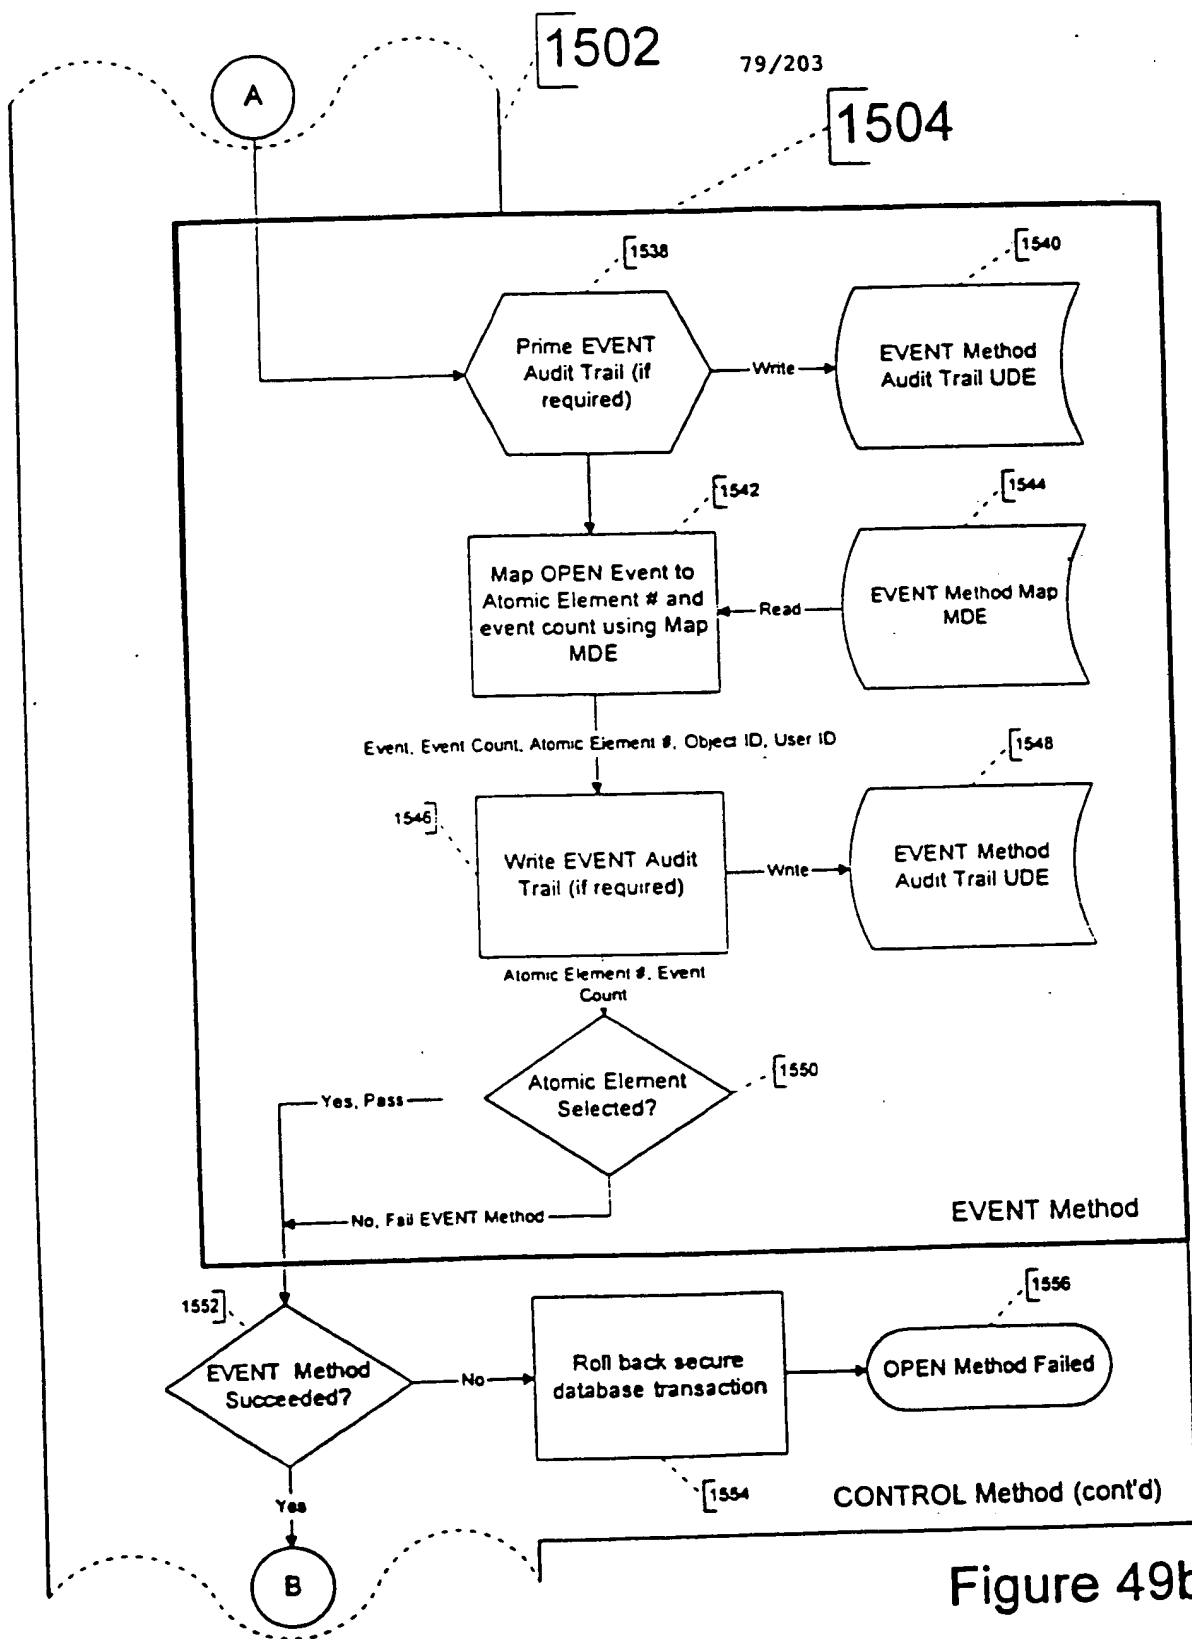 1502
79/203
A
1504
1538
1540
Prime EVENT
Audit Trail (if
required)
Write
EVENT Method
Audit Trail UDE
1542
1544
Map OPEN Event to
Atomic Element # and
event count using Map
MDE
Read
EVENT Method Map
MDE
Event, Event Count, Atomic Element #, Object ID, User ID
1548
1546
Write EVENT Audit
Trail (if required)
Write
EVENT Method
Audit Trail UDE
Atomic Element #, Event
Count
1550
Atomic Element
Selected?
Yes, Pass
No, Fail EVENT Method
EVENT Method
1552
1556
EVENT Method
Succeeded?
No
Roll back secure
database transaction
OPEN Method Failed
1554
Yes
CONTROL Method (cont'd)
B
Figure 49b